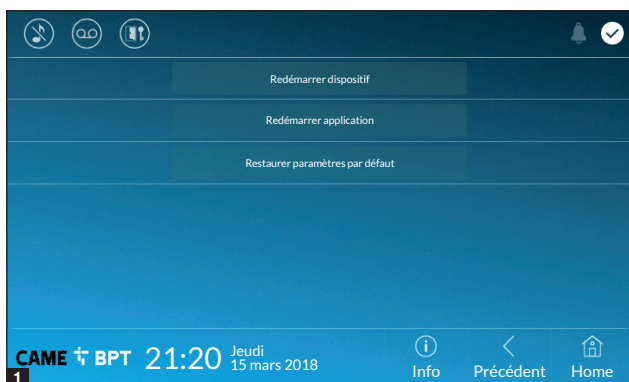 Redémarrer dispositif
Redémarrer application
Restaurer paramètres par défaut
CAME BPT 21:20 Jeudi
15 mars 2018
Info Précédent Home
1